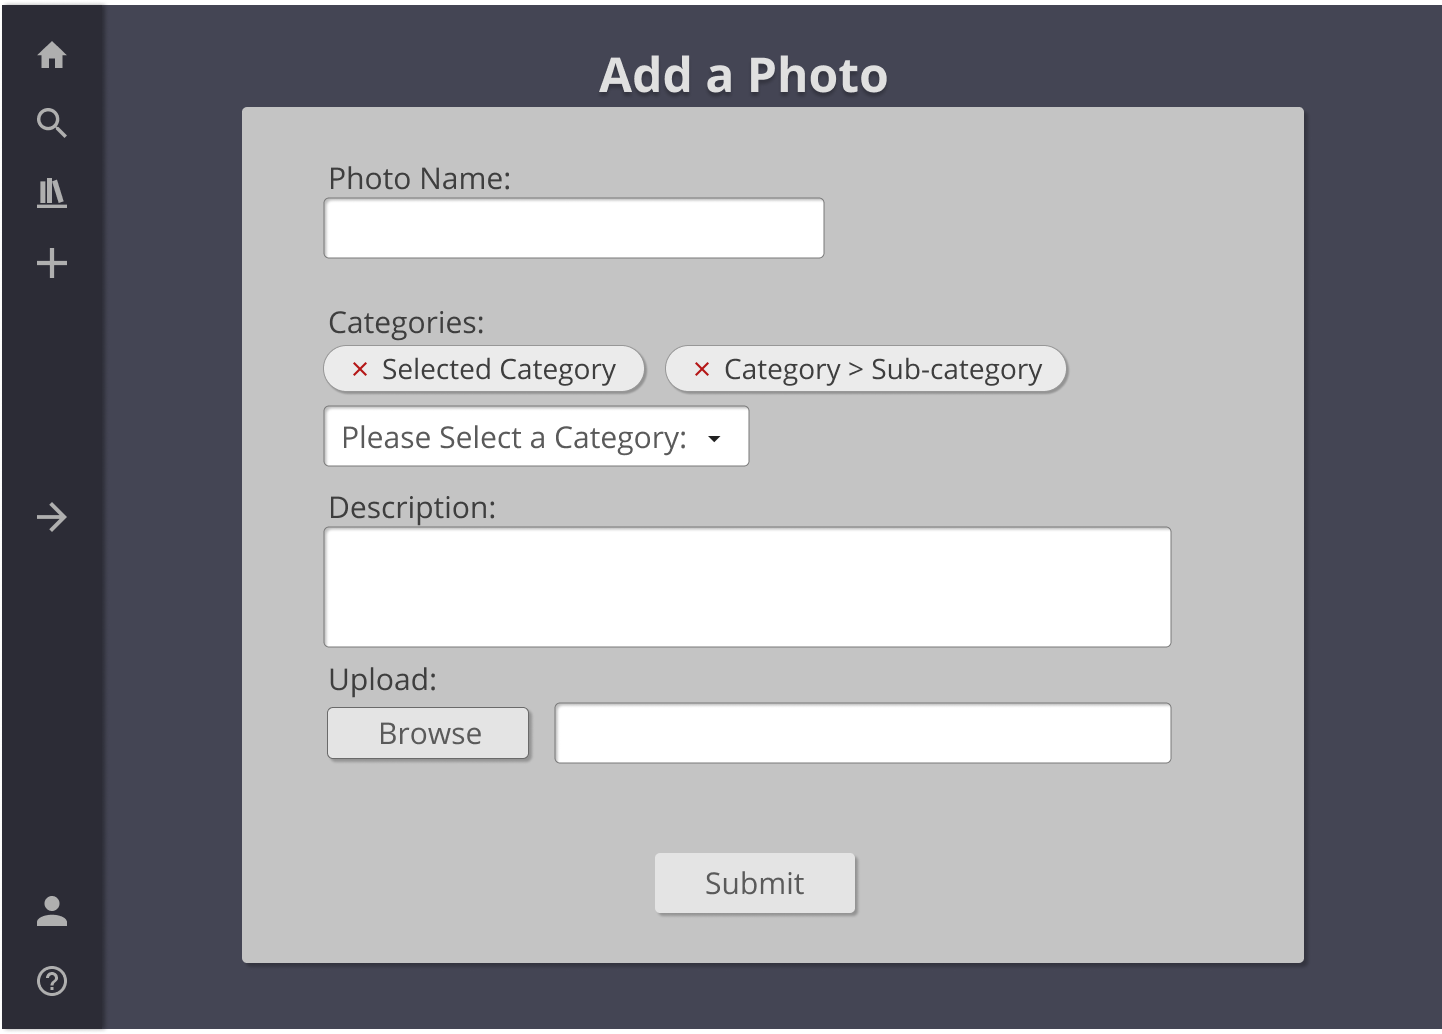 Add a Photo
Photo Name:
Categories:
× Selected Category
× Category > Sub-category
Please Select a Category:
Description:
Upload:
Browse
Submit